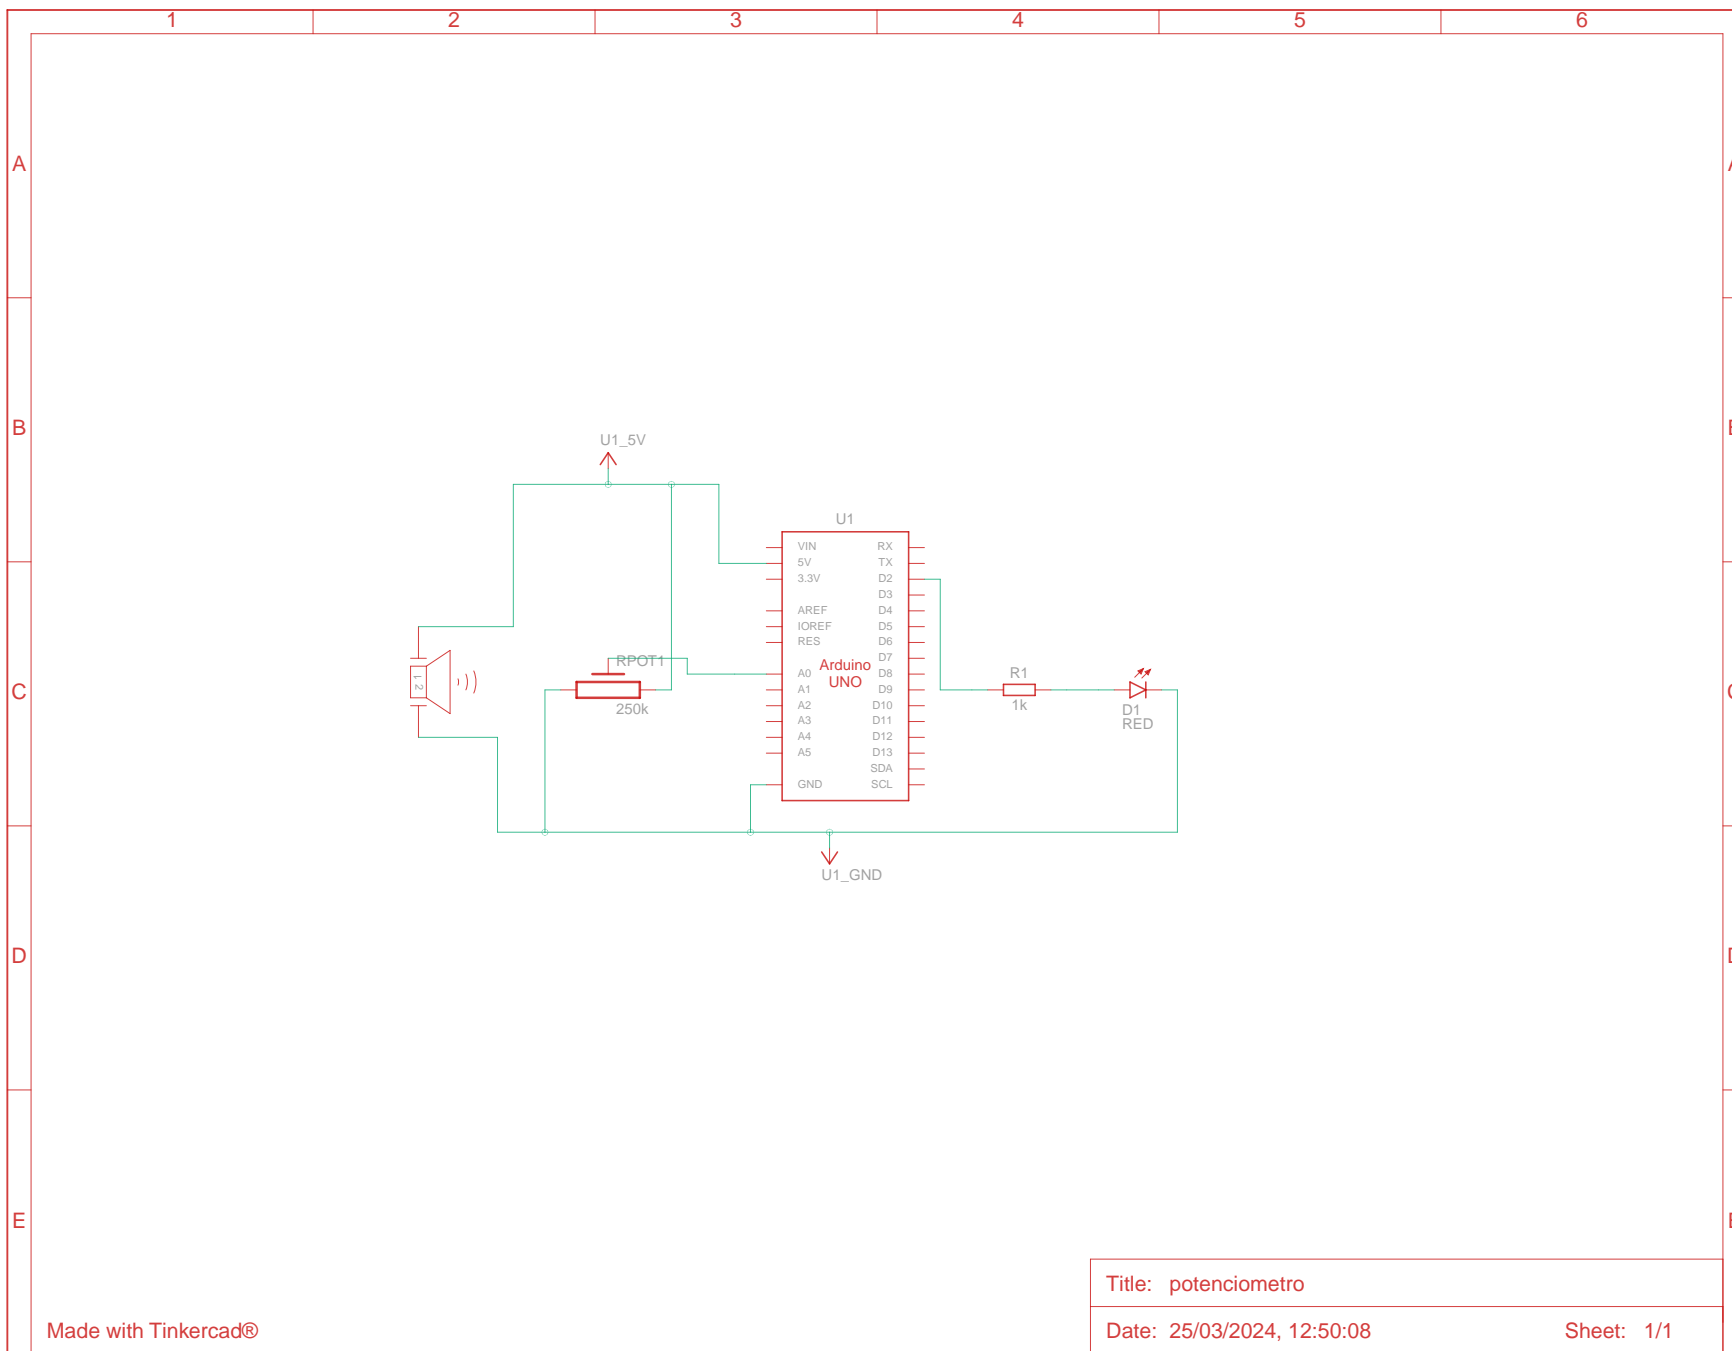 1 2 3 4 5 6
A
B
C
D
E
U1_5V
U1
VIN RX
5V TX
3.3V D2
D3
AREF D4
IOREF D5
RES D6
D7
Arduino
UNO
A0 D8
A1 D9
A2 D10
A3 D11
A4 D12
A5 D13
SDA
GND SCL
RPOT1
250k
1 2
R1
1k
D1
RED
U1_GND
Title: potenciometro
Date: 25/03/2024, 12:50:08 Sheet: 1/1
Made with Tinkercad®